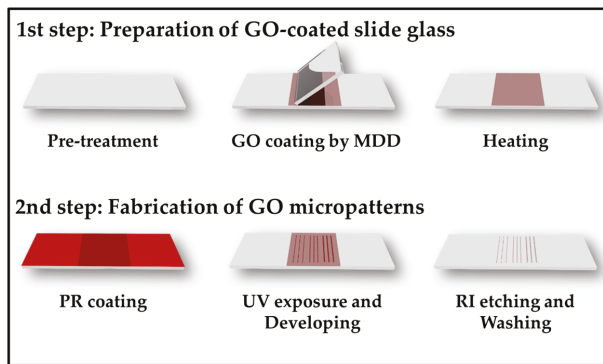 1st step: Preparation of GO-coated slide glass
Pre-treatment
GO coating by MDD
Heating
2nd step: Fabrication of GO micropatterns
PR coating
UV exposure and
Developing
RI etching and
Washing